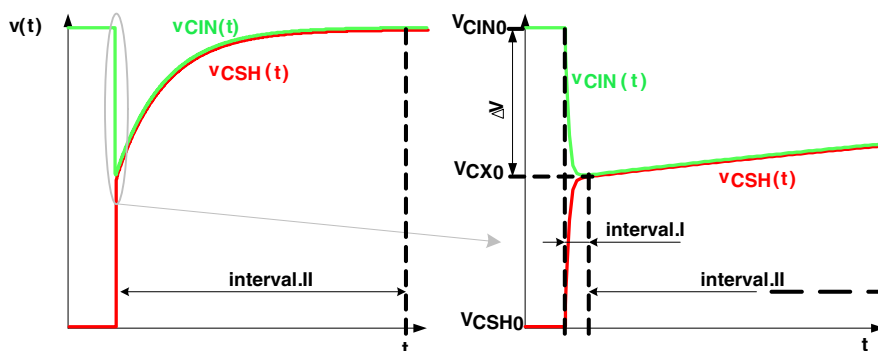 v(t)
vCIN(t)
vCSH(t)
interval.II
t
VCIN0
ΔV
vCIN(t)
VCX0
vCSH(t)
interval.I
interval.II
VCSH0
t